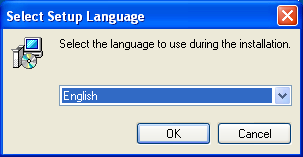 Select Setup Language
Select the language to use during the installation.
English
OK
Cancel